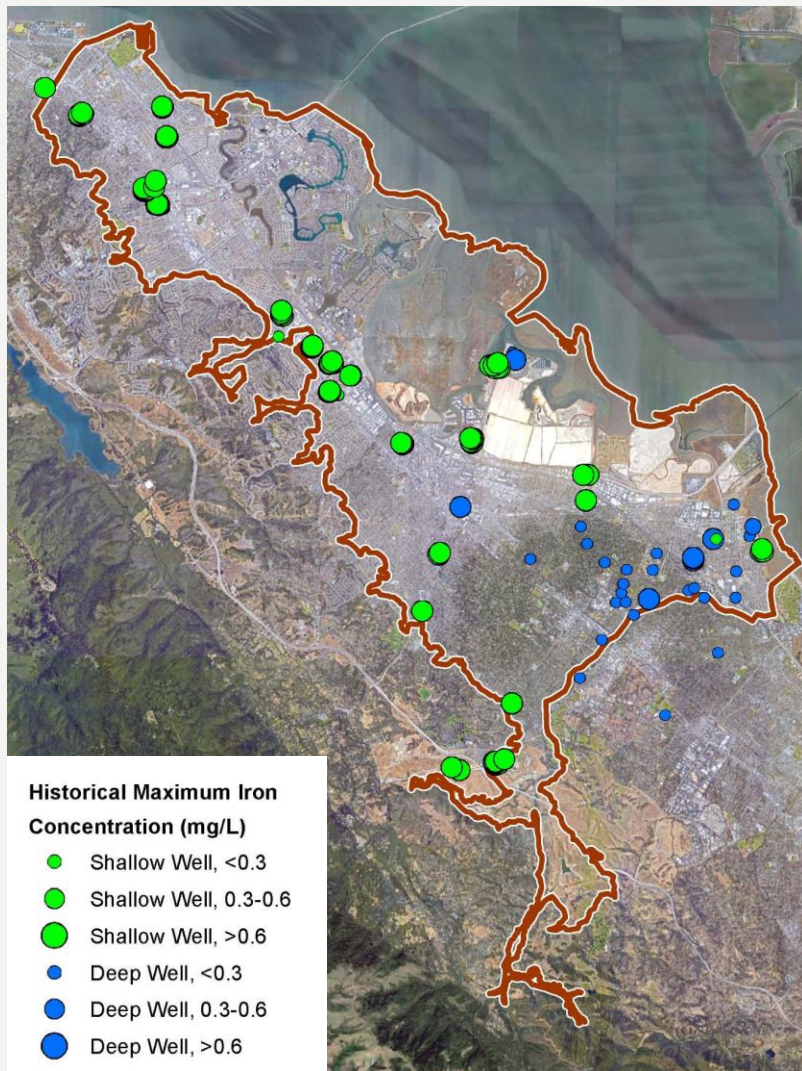 Historical Maximum Iron
Concentration (mg/L)
Shallow Well, <0.3
Shallow Well, 0.3-0.6
Shallow Well, >0.6
Deep Well, <0.3
Deep Well, 0.3-0.6
Deep Well, >0.6